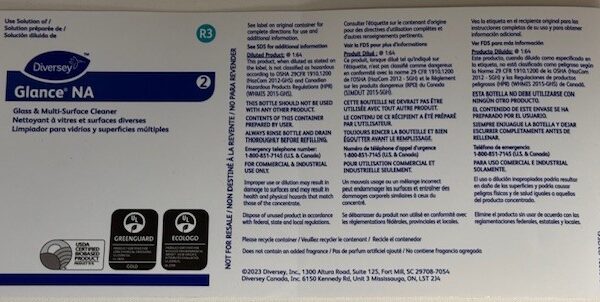 Use Solution of /
Solution préparée de /
Solución diluida de
R3
Diversey™
2
Glance® NA
Glass & Multi-Surface Cleaner
Nettoyant à vitres et surfaces diverses
Limpiador para vidrios y superficies múltiples
USDA
CERTIFIED
BIOBASED
PRODUCT
UL
GREENGUARD
GOLD
UL
ECOLOGO
NOT FOR RESALE / NON DESTINÉ À LA REVENTE / NO PARA REVENDER
See label on original container for
complete directions for use and
additional information.
See SDS for additional information
Diluted Product: @ 1:64
This product, when diluted as stated on
the label, is not classified as hazardous
according to OSHA 29CFR 1910.1200
(HazCom 2012-GHS) and Canadian
Hazardous Products Regulations (HPR)
(WHMIS 2015-GHS).
THIS BOTTLE SHOULD NOT BE USED
WITH ANY OTHER PRODUCT.
CONTENTS OF THIS CONTAINER
PREPARED BY USER.
ALWAYS RINSE BOTTLE AND DRAIN
THOROUGHLY BEFORE REFILLING.
Emergency telephone number:
1-800-851-7145 (U.S. & Canada)
FOR COMMERCIAL & INDUSTRIAL
USE ONLY.
Improper use or dilution may result in
damage to surfaces and may result in
health and physical hazards that match
those of the concentrate.
Dispose of unused product in accordance
with federal, state and local regulations.
Consulter l'étiquette sur le contenant d'origine
pour des directives d'utilisation complètes et
d'autres renseignements pertinents.
Voir la FDS pour plus d'informations
Produit Dilué : @ 1:64
Ce produit, lorsque dilué tel qu'indiqué sur
l'étiquette, n'est pas classifié comme dangereux
en conformité avec la norme 29 CFR 1910.1200
de l'OSHA (HazCom 2012 - SGH) et le Règlement
sur les produits dangereux (RPD) du Canada
(SIMDUT 2015-SGH).
CETTE BOUTEILLE NE DEVRAIT PAS ÊTRE
UTILISÉE AVEC TOUT AUTRE PRODUIT.
LE CONTENU DE CE RÉCIPIENT A ÉTÉ PRÉPARÉ
PAR L'UTILISATEUR.
TOUJOURS RINCER LA BOUTEILLE ET BIEN
ÉGOUTTER AVANT LE REMPLISSAGE.
Numéro de téléphone d'appel d'urgence
1-800-851-7145 (U.S. & Canada)
POUR UTILISATION COMMERCIAL ET
INDUSTRIELLE SEULEMENT.
Un mauvais usage ou un mélange incorrect
peut endommager les surfaces et entraîner des
dommages corporels similaires à ceux du
concentré.
Se débarrasser du produit non utilisé en conformité avec
les réglementations fédérales, provinciales et locales.
Vea la etiqueta en el recipiente original para las
instrucciones completas de su uso y para obtener
información adicional.
Ver FDS para más información
Producto Diluido: @ 1:64
Este producto, cuando diluido como especificado en
la etiqueta, no está clasificado como peligroso según
la Norma 29 CFR 1910.1200 de la OSHA (HazCom
2012 - SGH) y las Regulaciones de productos
peligrosos (HPR) (WHMIS 2015-GHS) de Canadá.
ESTA BOTELLA NO DEBE UTILIZARSE CON
NINGÚN OTRO PRODUCTO.
EL CONTENIDO DE ESTE ENVASE SE HA
PREPARADO POR EL USUARIO.
SIEMPRE ENJUAGUE LA BOTELLA Y DEJAR
ESCURRIR COMPLETAMENTE ANTES DE
RELLENAR.
Teléfono de emergencia.
1-800-851-7145 (U.S. & Canada)
PARA USO COMERCIAL E INDUSTRIAL
SOLAMENTE.
El uso o dilución inapropiados podría resultar
en daño de las superficies y podría causar
peligros físicos y de salud iguales a aquellos
del producto concentrado.
Elimine el producto sin usar de acuerdo con las
reglamentaciones federales, estatales y locales.
Please recycle container / Veuillez recycler le contenant / Recicle el contenedor
Does not contain an added fragrance / Pas de parfum artificiel ajouté / No contiene fragancia agregada
©2023 Diversey, Inc., 1300 Altura Road, Suite 125, Fort Mill, SC 29708-7054
Diversey Canada, Inc. 6150 Kennedy Rd, Unit 3 Mississauga, ON, L5T 2J4